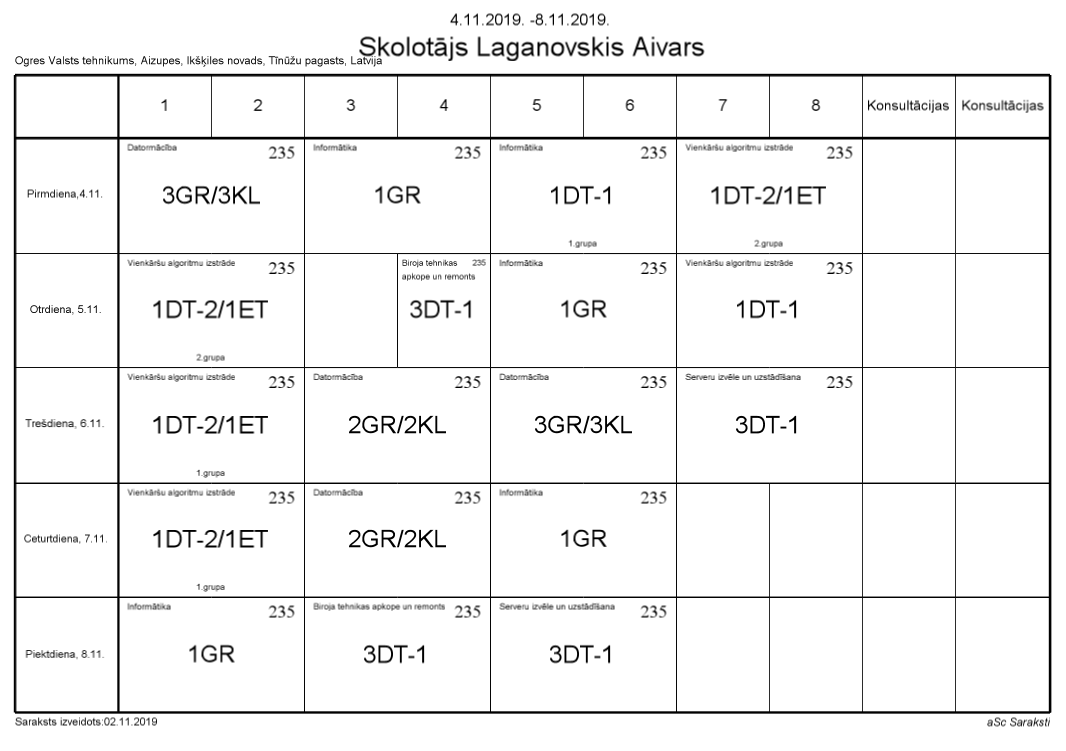 4.11.2019. -8.11.2019.
Skolotājs Laganovskis Aivars
Ogres Valsts tehnikums, Aizupes, Ikšķiles novads, Tīnūžu pagasts, Latvija
1 2 3 4 5 6 7 8 Konsultācijas Konsultācijas
Datormācība 235 Informātika 235 Informātika 235 Vienkāršu algoritmu izstrāde 235
Pirmdiena,4.11. 3GR/3KL 1GR 1DT-1 1DT-2/1ET
1.grupa 2.grupa
Vienkāršu algoritmu izstrāde 235 Biroja tehnikas 235 Informātika 235 Vienkāršu algoritmu izstrāde 235
apkope un remonts
Otrdiena, 5.11. 1DT-2/1ET 3DT-1 1GR 1DT-1
2.grupa
Vienkāršu algoritmu izstrāde 235 Datormācība 235 Datormācība 235 Serveru izvēle un uzstādīšana 235
Trešdiena, 6.11. 1DT-2/1ET 2GR/2KL 3GR/3KL 3DT-1
1.grupa
Vienkāršu algoritmu izstrāde 235 Datormācība 235 Informātika 235
Ceturtdiena, 7.11. 1DT-2/1ET 2GR/2KL 1GR
1.grupa
Informātika 235 Biroja tehnikas apkope un remonts 235 Serveru izvēle un uzstādīšana 235
Piektdiena, 8.11. 1GR 3DT-1 3DT-1
Saraksts izveidots:02.11.2019 aSc Saraksti